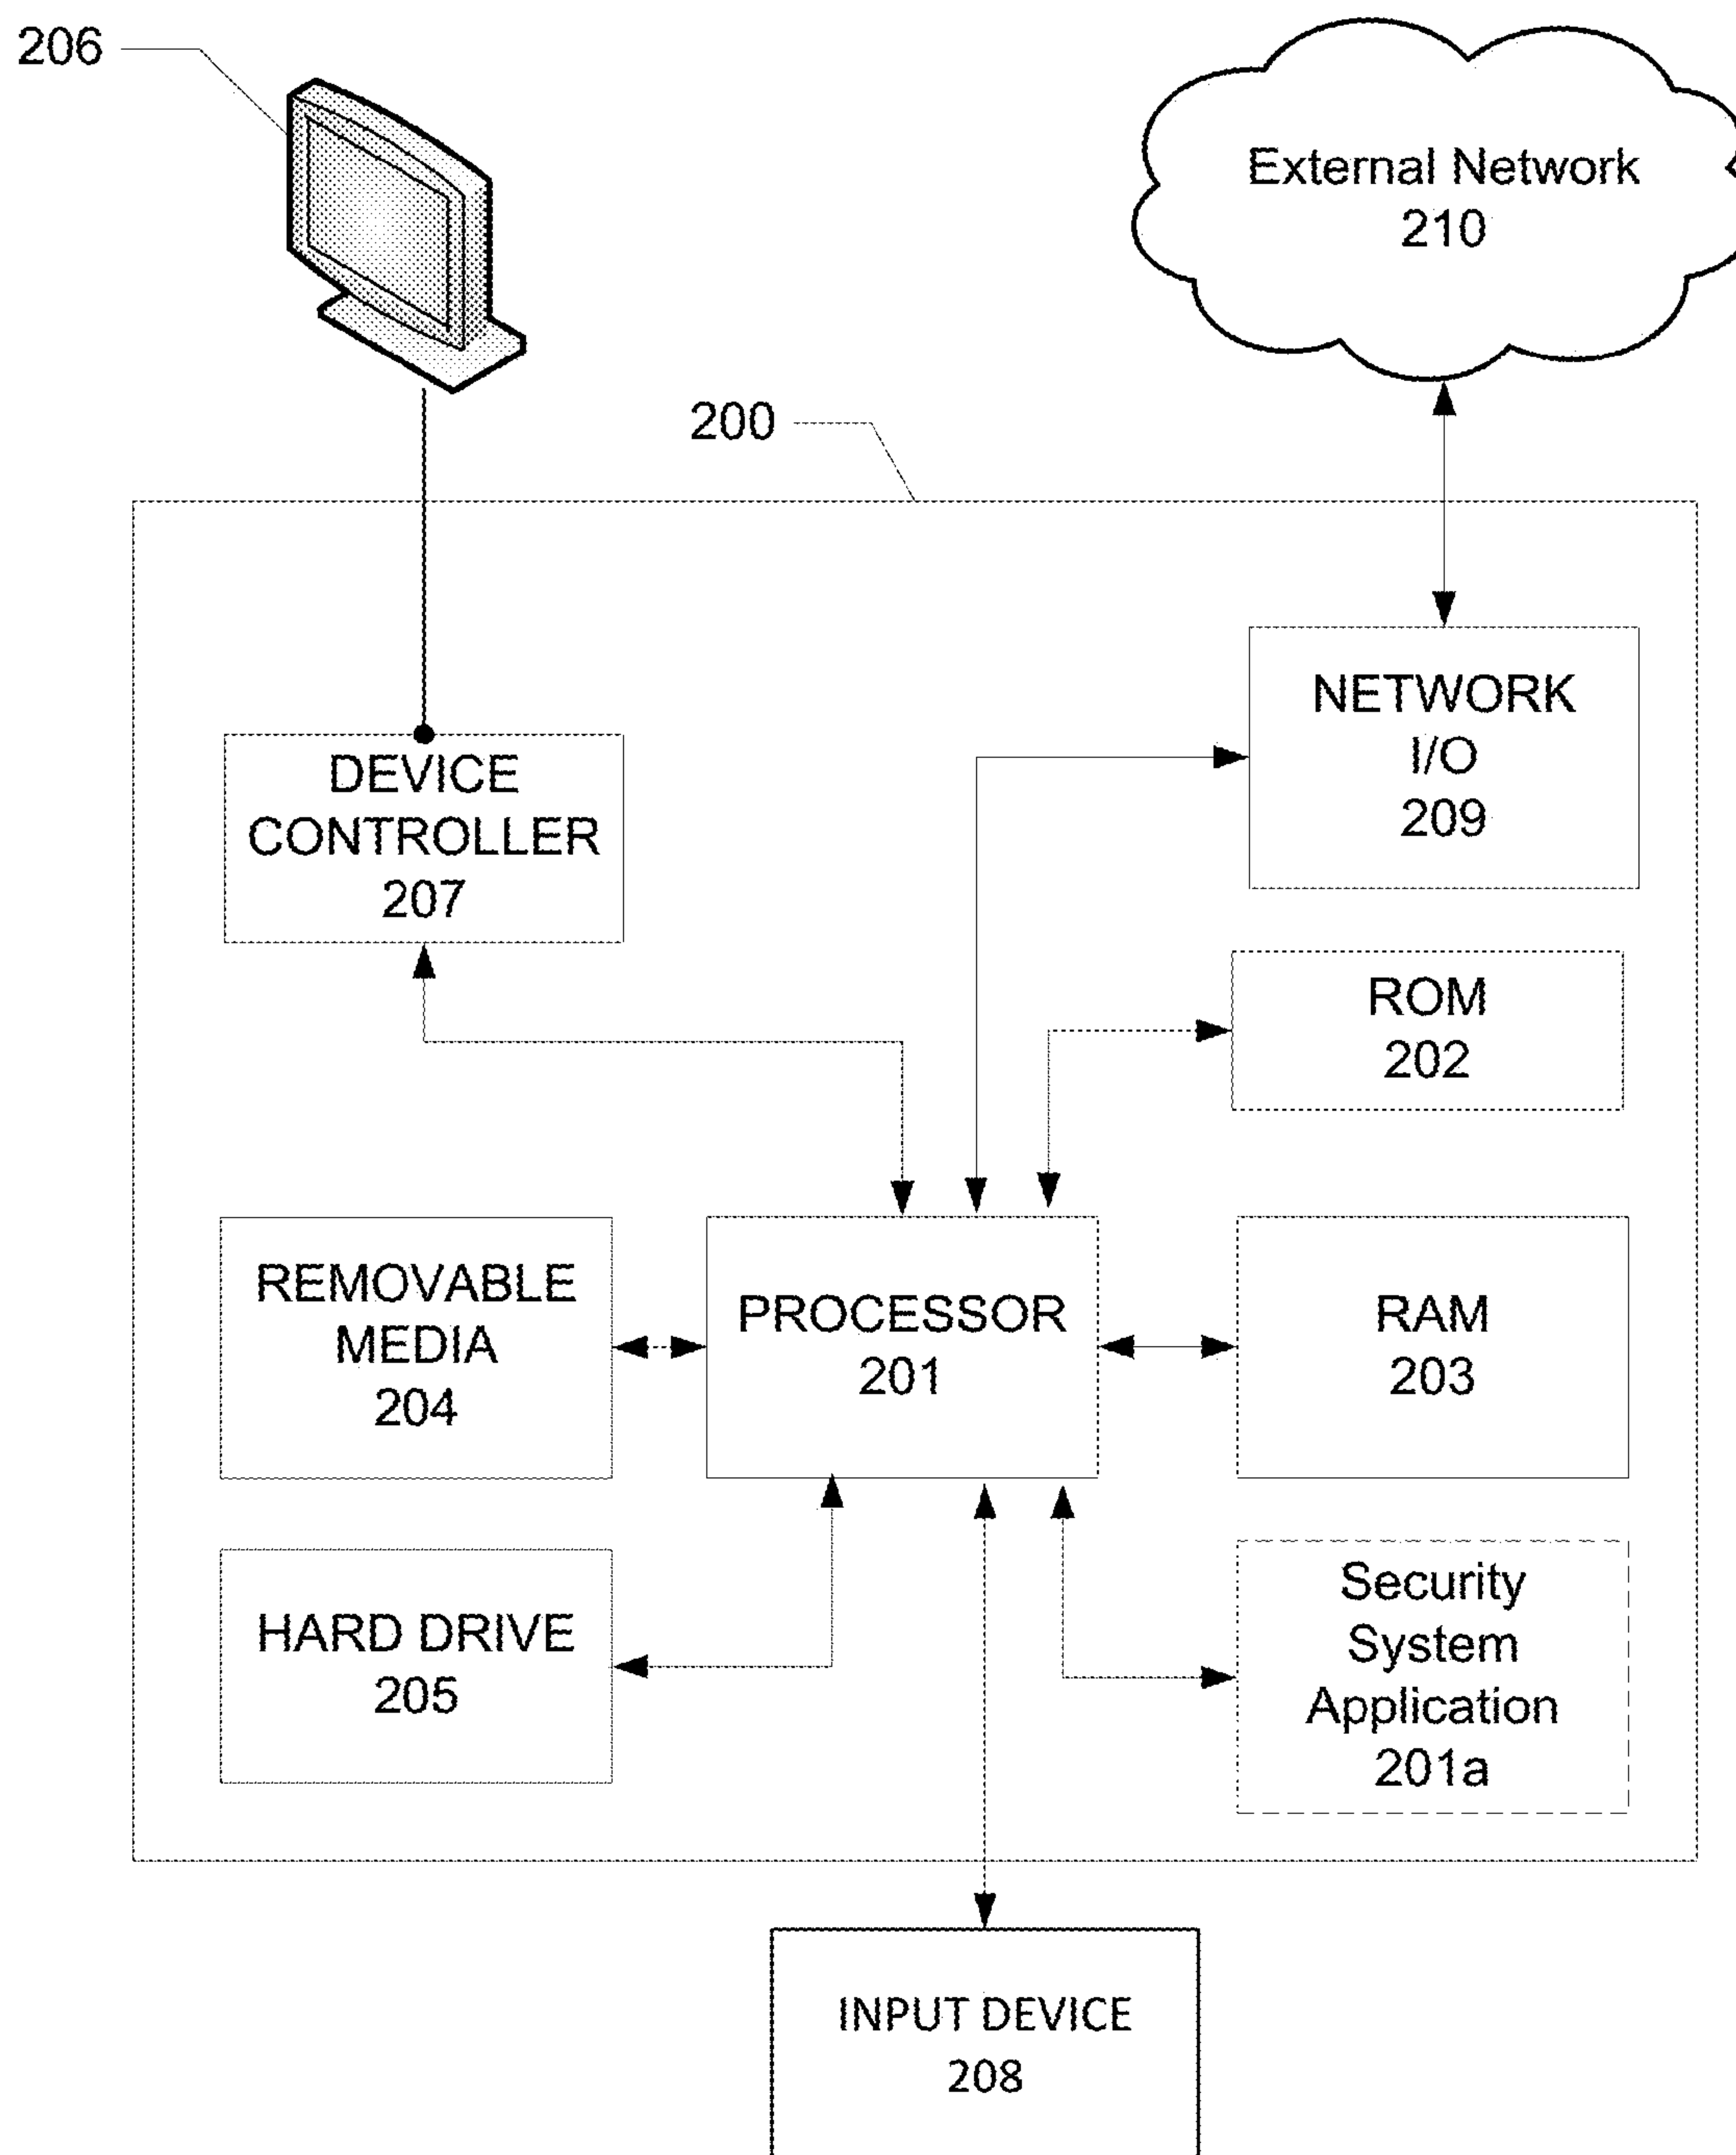 206
External Network
210
200
DEVICE
CONTROLLER
207
NETWORK
I/O
209
ROM
202
REMOVABLE
MEDIA
204
PROCESSOR
201
RAM
203
HARD DRIVE
205
Security
System
Application
201a
INPUT DEVICE
208